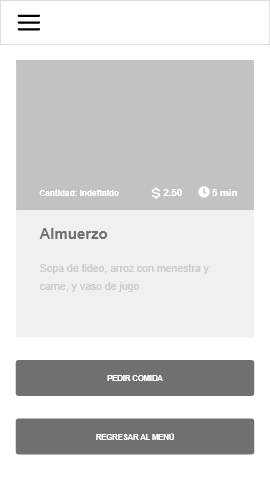 Cantidad: Indefinido $ 2.50 5 min
Almuerzo
Sopa de fideo, arroz con menestra y
carne, y vaso de jugo
PEDIR COMIDA
REGRESAR AL MENÚ